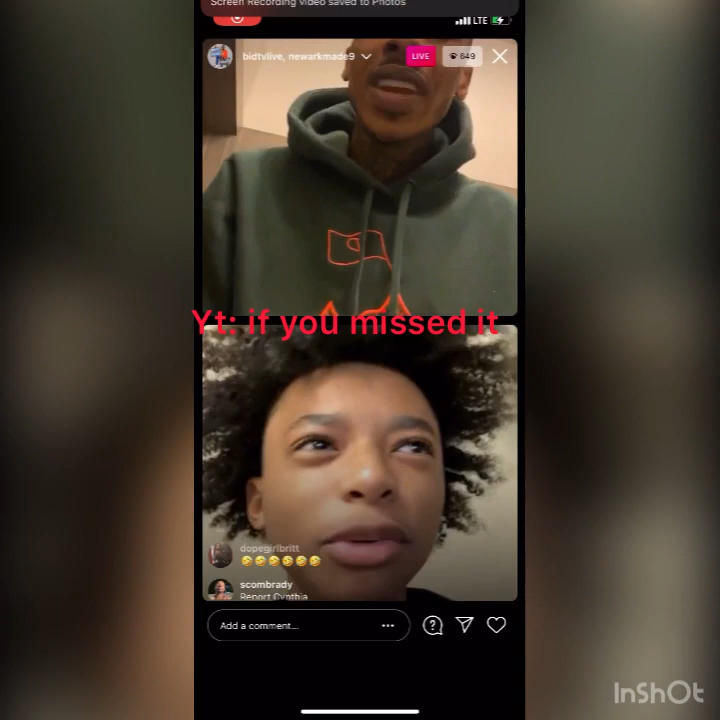 Screen Recording video saved to Photos
LTE
bidtvlive, newarkmade9
LIVE
649
Yt: if you missed it
dopegirlbritt
🤣🤣🤣🤣🤣🤣
scombrady
Report Cynthia
Add a comment...
InShOt